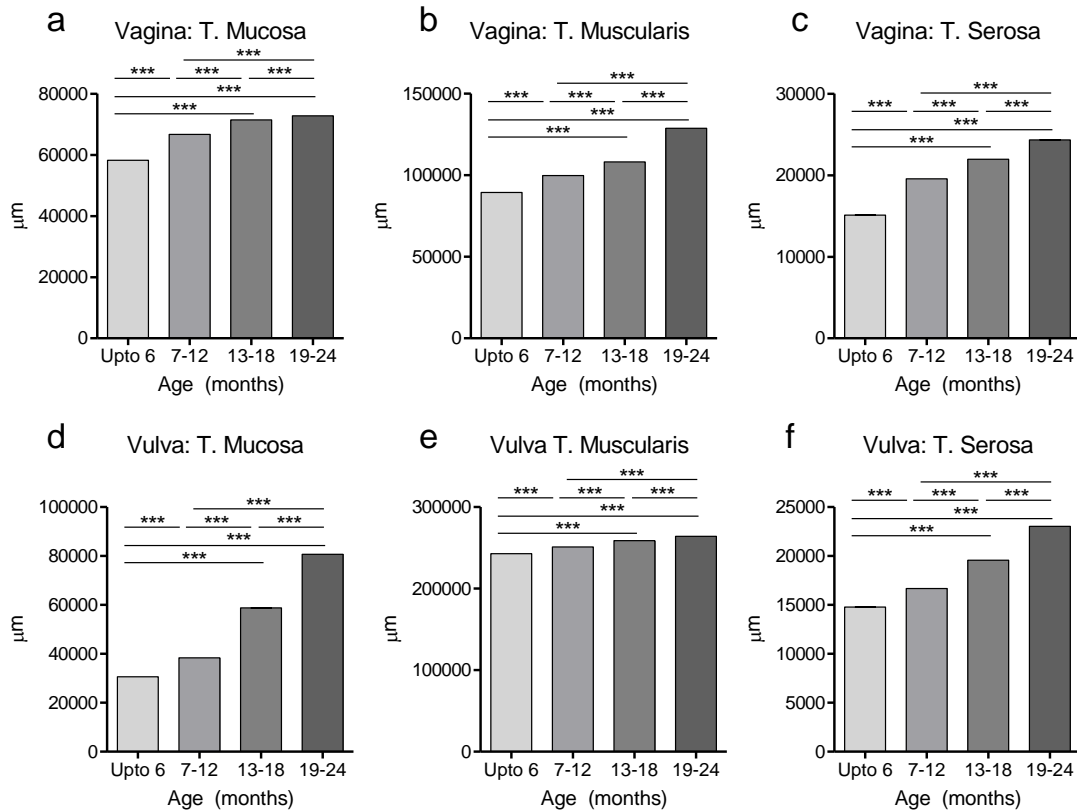 a
Vagina: T. Mucosa
***
*** *** ***
***
***
80000
60000
40000
20000
0
µm
Upto 6 7-12 13-18 19-24
Age (months)
b
Vagina: T. Muscularis
***
*** *** ***
***
***
150000
100000
50000
0
µm
Upto 6 7-12 13-18 19-24
Age (months)
c
Vagina: T. Serosa
***
*** *** ***
***
***
30000
20000
10000
0
µm
Upto 6 7-12 13-18 19-24
Age (months)
d
Vulva: T. Mucosa
***
*** *** ***
***
***
100000
80000
60000
40000
20000
0
µm
Upto 6 7-12 13-18 19-24
Age (months)
e
Vulva T. Muscularis
***
*** *** ***
***
***
300000
200000
100000
0
µm
Upto 6 7-12 13-18 19-24
Age (months)
f
Vulva: T. Serosa
***
*** *** ***
***
***
25000
20000
15000
10000
5000
0
µm
Upto 6 7-12 13-18 19-24
Age (months)